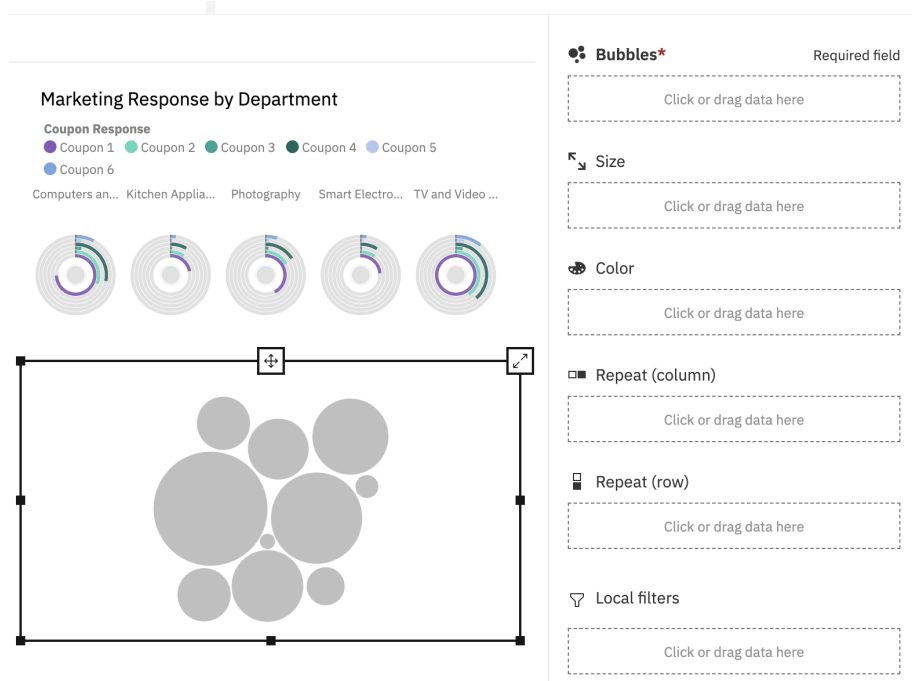 Marketing Response by Department
Coupon Response
Coupon 1 Coupon 2 Coupon 3 Coupon 4 Coupon 5
Coupon 6
Computers an... Kitchen Applia... Photography Smart Electro... TV and Video ...
Bubbles* Required field
Click or drag data here
Size
Click or drag data here
Color
Click or drag data here
Repeat (column)
Click or drag data here
Repeat (row)
Click or drag data here
Local filters
Click or drag data here